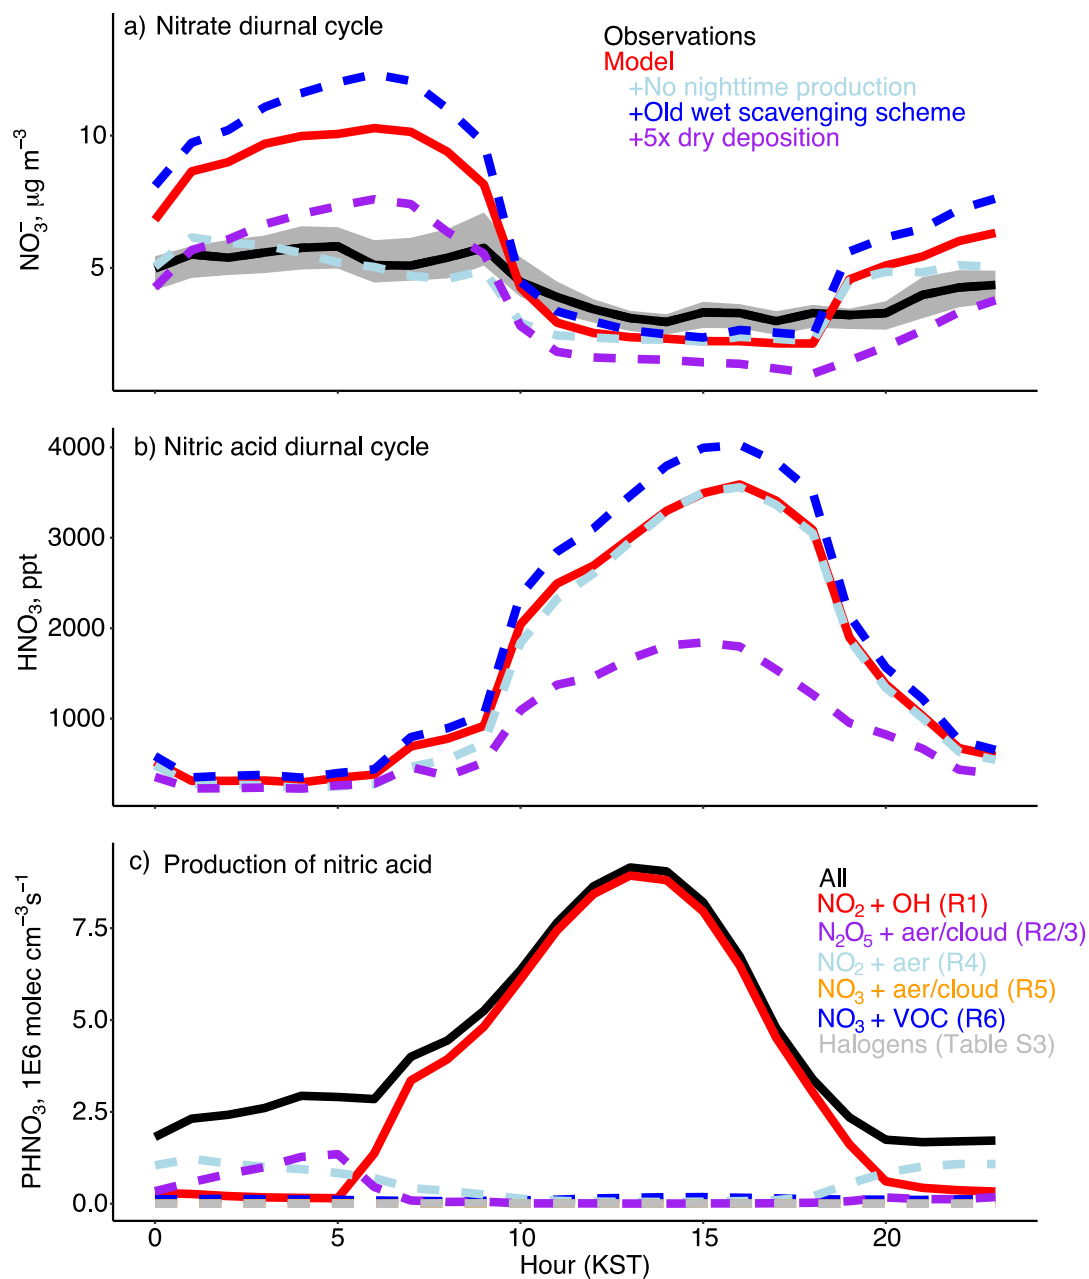 a) Nitrate diurnal cycle
Observations
Model
+No nighttime production
+Old wet scavenging scheme
+5x dry deposition
NO₃⁻, μg m⁻³
10
5
b) Nitric acid diurnal cycle
HNO₃, ppt
4000
3000
2000
1000
c) Production of nitric acid
All
NO₂ + OH (R1)
N₂O₅ + aer/cloud (R2/3)
NO₂ + aer (R4)
NO₃ + aer/cloud (R5)
NO₃ + VOC (R6)
Halogens (Table S3)
PHNO₃, 1E6 molec cm⁻³s⁻¹
7.5
5.0
2.5
0.0
0 5 10 15 20
Hour (KST)